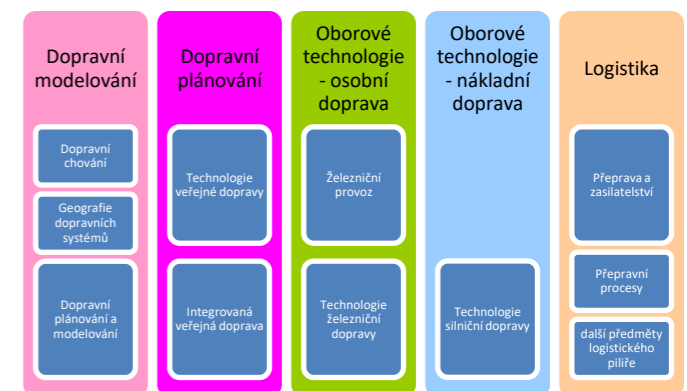 Dopravní
modelování
Dopravní
chování
Geografie
dopravních
systémů
Dopravní
plánování a
modelování
Dopravní
plánování
Technologie
veřejné dopravy
Integrovaná
veřejná doprava
Oborové
technologie
- osobní
doprava
Železniční
provoz
Technologie
železniční
dopravy
Oborové
technologie
- nákladní
doprava
Technologie
silniční dopravy
Logistika
Přeprava a
zasilatelství
Přepravní
procesy
další předměty
logistického
pilíře